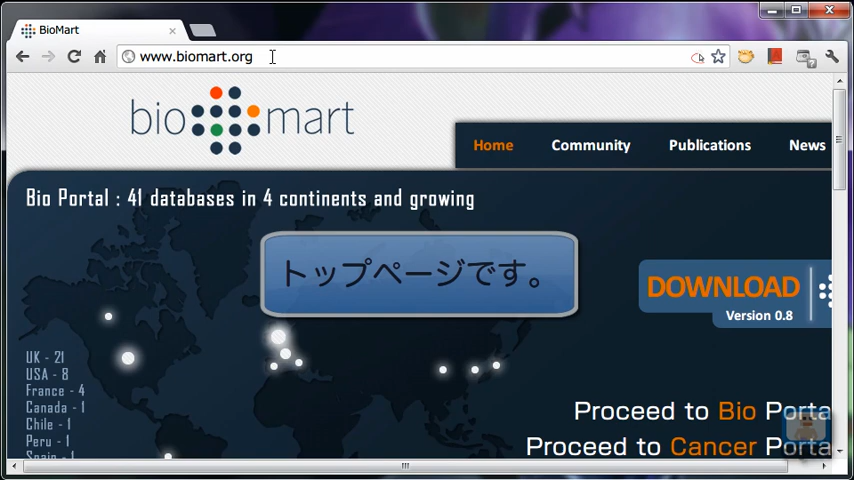 BioMart
www.biomart.org
bio mart
Home Community Publications News
Bio Portal : 41 databases in 4 continents and growing
トップページです。
DOWNLOAD
Version 0.8
UK - 21
USA - 8
France - 4
Canada - 1
Chile - 1
Peru - 1
Spain - 1
Proceed to Bio Porta
Proceed to Cancer Porta